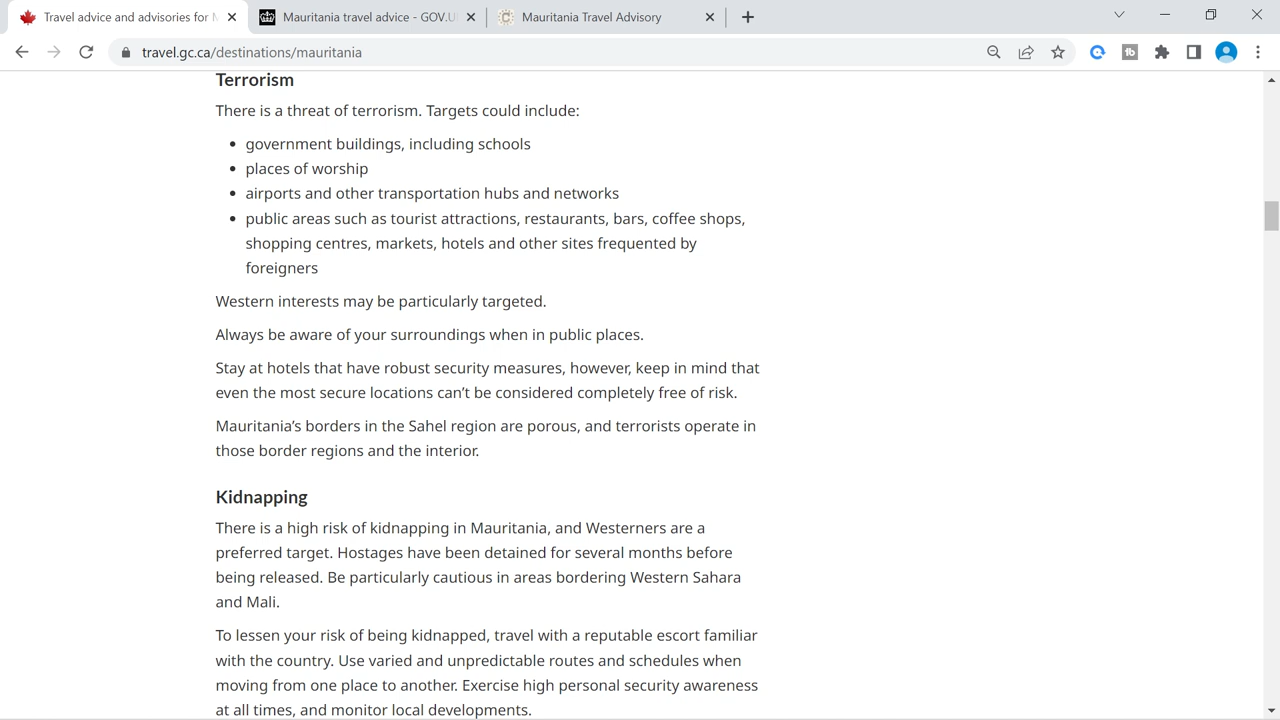 Travel advice and advisories for M
Mauritania travel advice - GOV.U
Mauritania Travel Advisory
travel.gc.ca/destinations/mauritania
Terrorism
There is a threat of terrorism. Targets could include:
government buildings, including schools
places of worship
airports and other transportation hubs and networks
public areas such as tourist attractions, restaurants, bars, coffee shops,
shopping centres, markets, hotels and other sites frequented by
foreigners
Western interests may be particularly targeted.
Always be aware of your surroundings when in public places.
Stay at hotels that have robust security measures, however, keep in mind that
even the most secure locations can’t be considered completely free of risk.
Mauritania’s borders in the Sahel region are porous, and terrorists operate in
those border regions and the interior.
Kidnapping
There is a high risk of kidnapping in Mauritania, and Westerners are a
preferred target. Hostages have been detained for several months before
being released. Be particularly cautious in areas bordering Western Sahara
and Mali.
To lessen your risk of being kidnapped, travel with a reputable escort familiar
with the country. Use varied and unpredictable routes and schedules when
moving from one place to another. Exercise high personal security awareness
at all times, and monitor local developments.